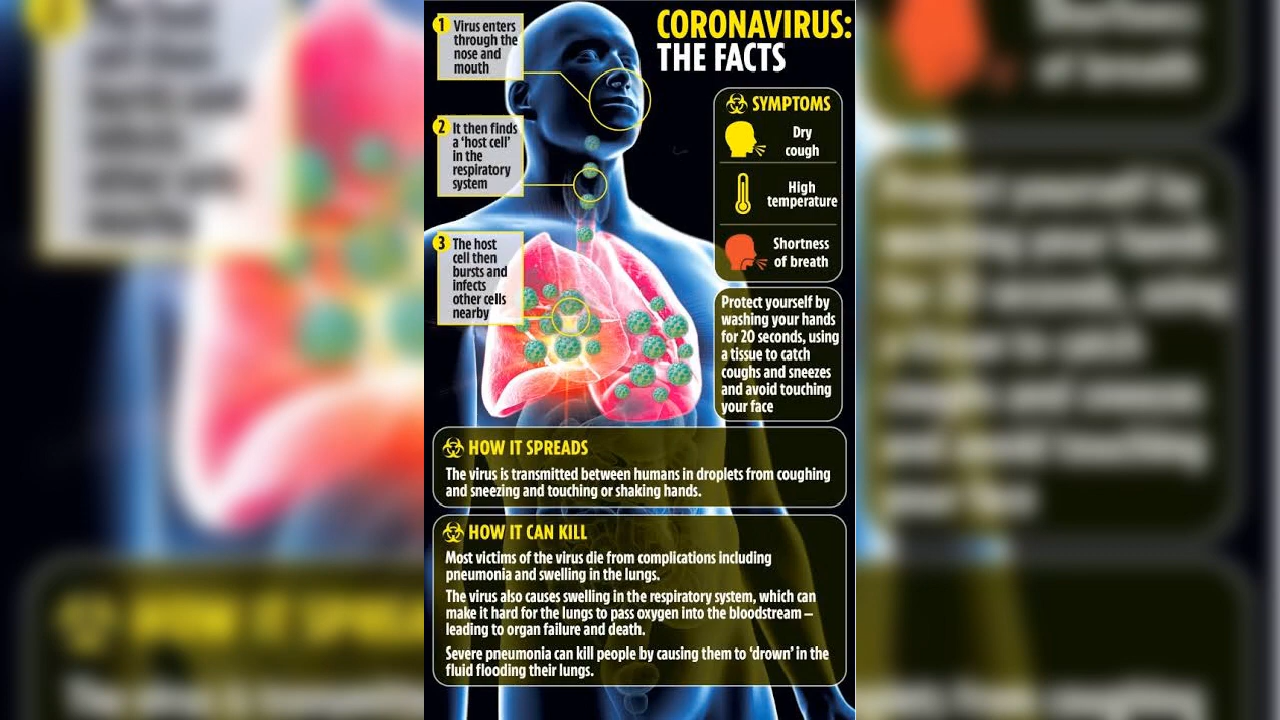 CORONAVIRUS:
THE FACTS
1 Virus enters
through the
nose and
mouth
2 It then finds
a ‘host cell’
in the
respiratory
system
3 The host
cell then
bursts and
infects
other cells
nearby
SYMPTOMS
Dry
cough
High
temperature
Shortness
of breath
Protect yourself by
washing your hands
for 20 seconds, using
a tissue to catch
coughs and sneezes
and avoid touching
your face
HOW IT SPREADS
The virus is transmitted between humans in droplets from coughing
and sneezing and touching or shaking hands.
HOW IT CAN KILL
Most victims of the virus die from complications including
pneumonia and swelling in the lungs.
The virus also causes swelling in the respiratory system, which can
make it hard for the lungs to pass oxygen into the bloodstream –
leading to organ failure and death.
Severe pneumonia can kill people by causing them to ‘drown’ in the
fluid flooding their lungs.